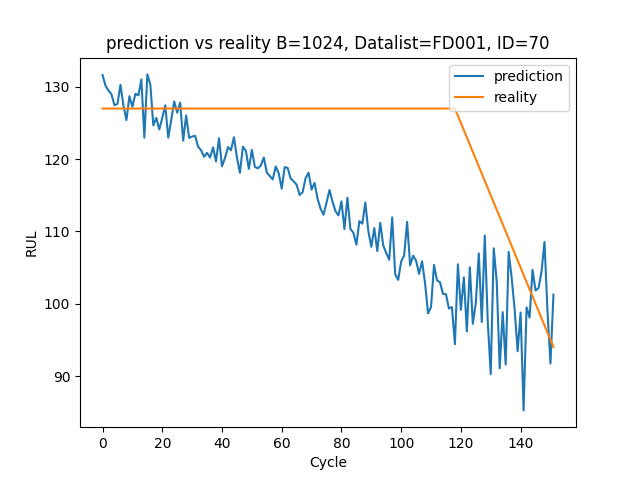 prediction vs reality B=1024, Datalist=FD001, ID=70
prediction
reality
130
120
110
100
90
RUL
0 20 40 60 80 100 120 140
Cycle